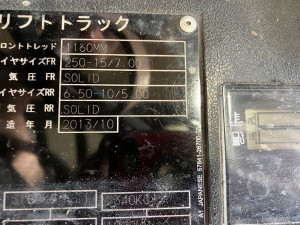 リフトトラック
ロントトレッド 1160MM
イヤサイズFR 250-15/7.00
気圧FR SOLID
イヤサイズRR 6.50-10/5.00
気圧RR SOLID
造年月 2013/10
A1 JAPANESE